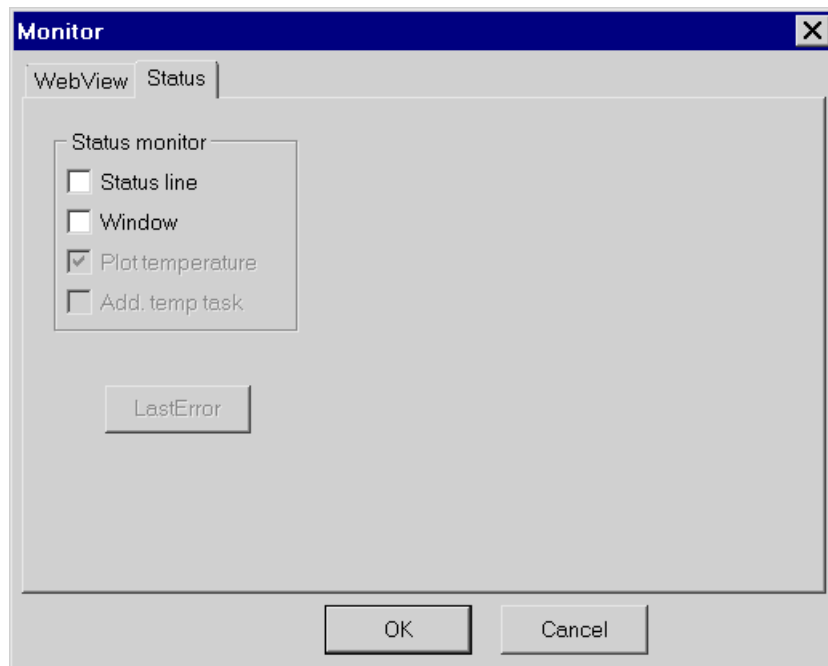 Monitor
WebView Status
Status monitor
Status line
Window
Plot temperature
Add. temp task
LastError
OK Cancel